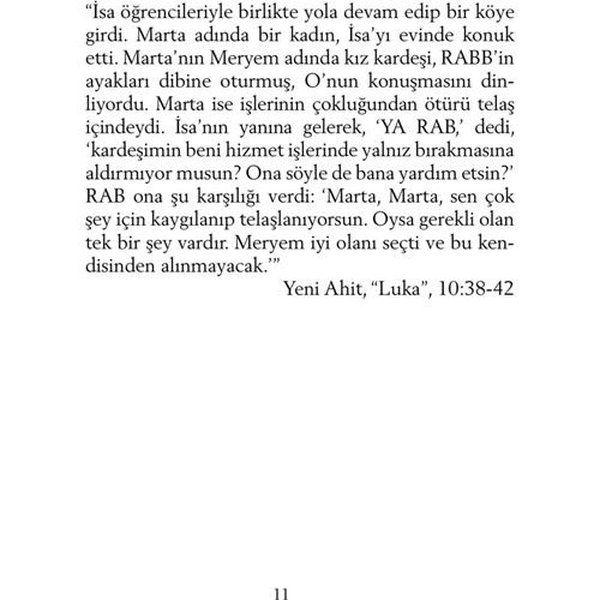 “İsa öğrencileriyle birlikte yola devam edip bir köye
girdi. Marta adında bir kadın, İsa’yı evinde konuk
etti. Marta’nın Meryem adında kız kardeşi, RABB’in
ayakları dibine oturmuş, O’nun konuşmasını din-
liyordu. Marta ise işlerinin çokluğundan ötürü telaş
içindeydi. İsa’nın yanına gelerek, ‘YA RAB,’ dedi,
‘kardeşimin beni hizmet işlerinde yalnız bırakmasına
aldırmıyor musun? Ona söyle de bana yardım etsin?’
RAB ona şu karşılığı verdi: ‘Marta, Marta, sen çok
şey için kaygılanıp telaşlanıyorsun. Oysa gerekli olan
tek bir şey vardır. Meryem iyi olanı seçti ve bu ken-
disinden alınmayacak.’”
Yeni Ahit, “Luka”, 10:38-42
11